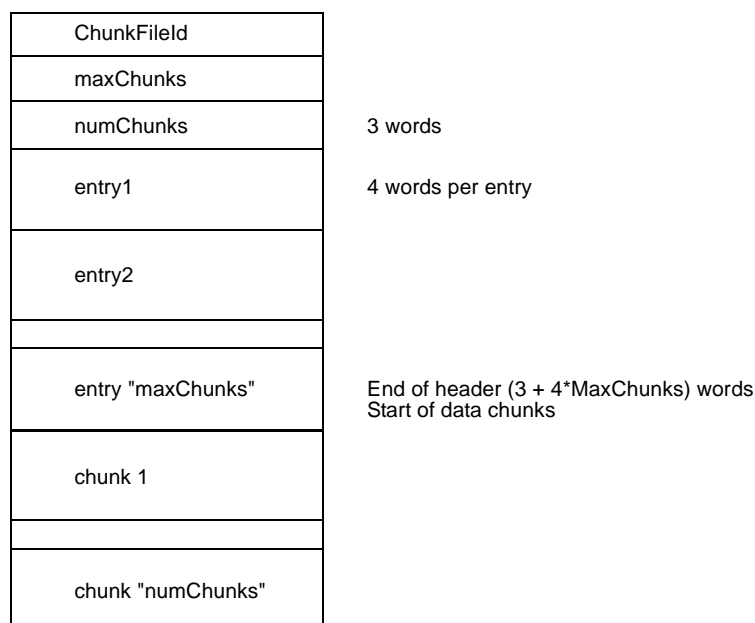 ChunkFileId
maxChunks
numChunks 3 words
entry1 4 words per entry
entry2
entry "maxChunks" End of header (3 + 4*MaxChunks) words
Start of data chunks
chunk 1
chunk "numChunks"